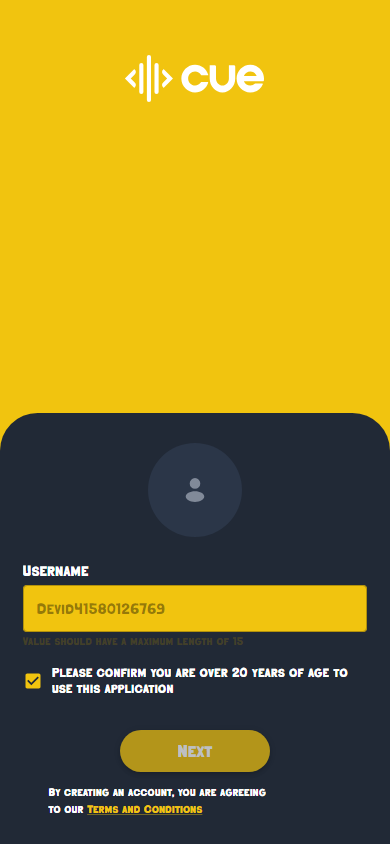 cue
Username
Devid41580126769
Value should have a maximum length of 15
Please confirm you are over 20 years of age to
use this application
Next
By creating an account, you are agreeing
to our Terms and Conditions